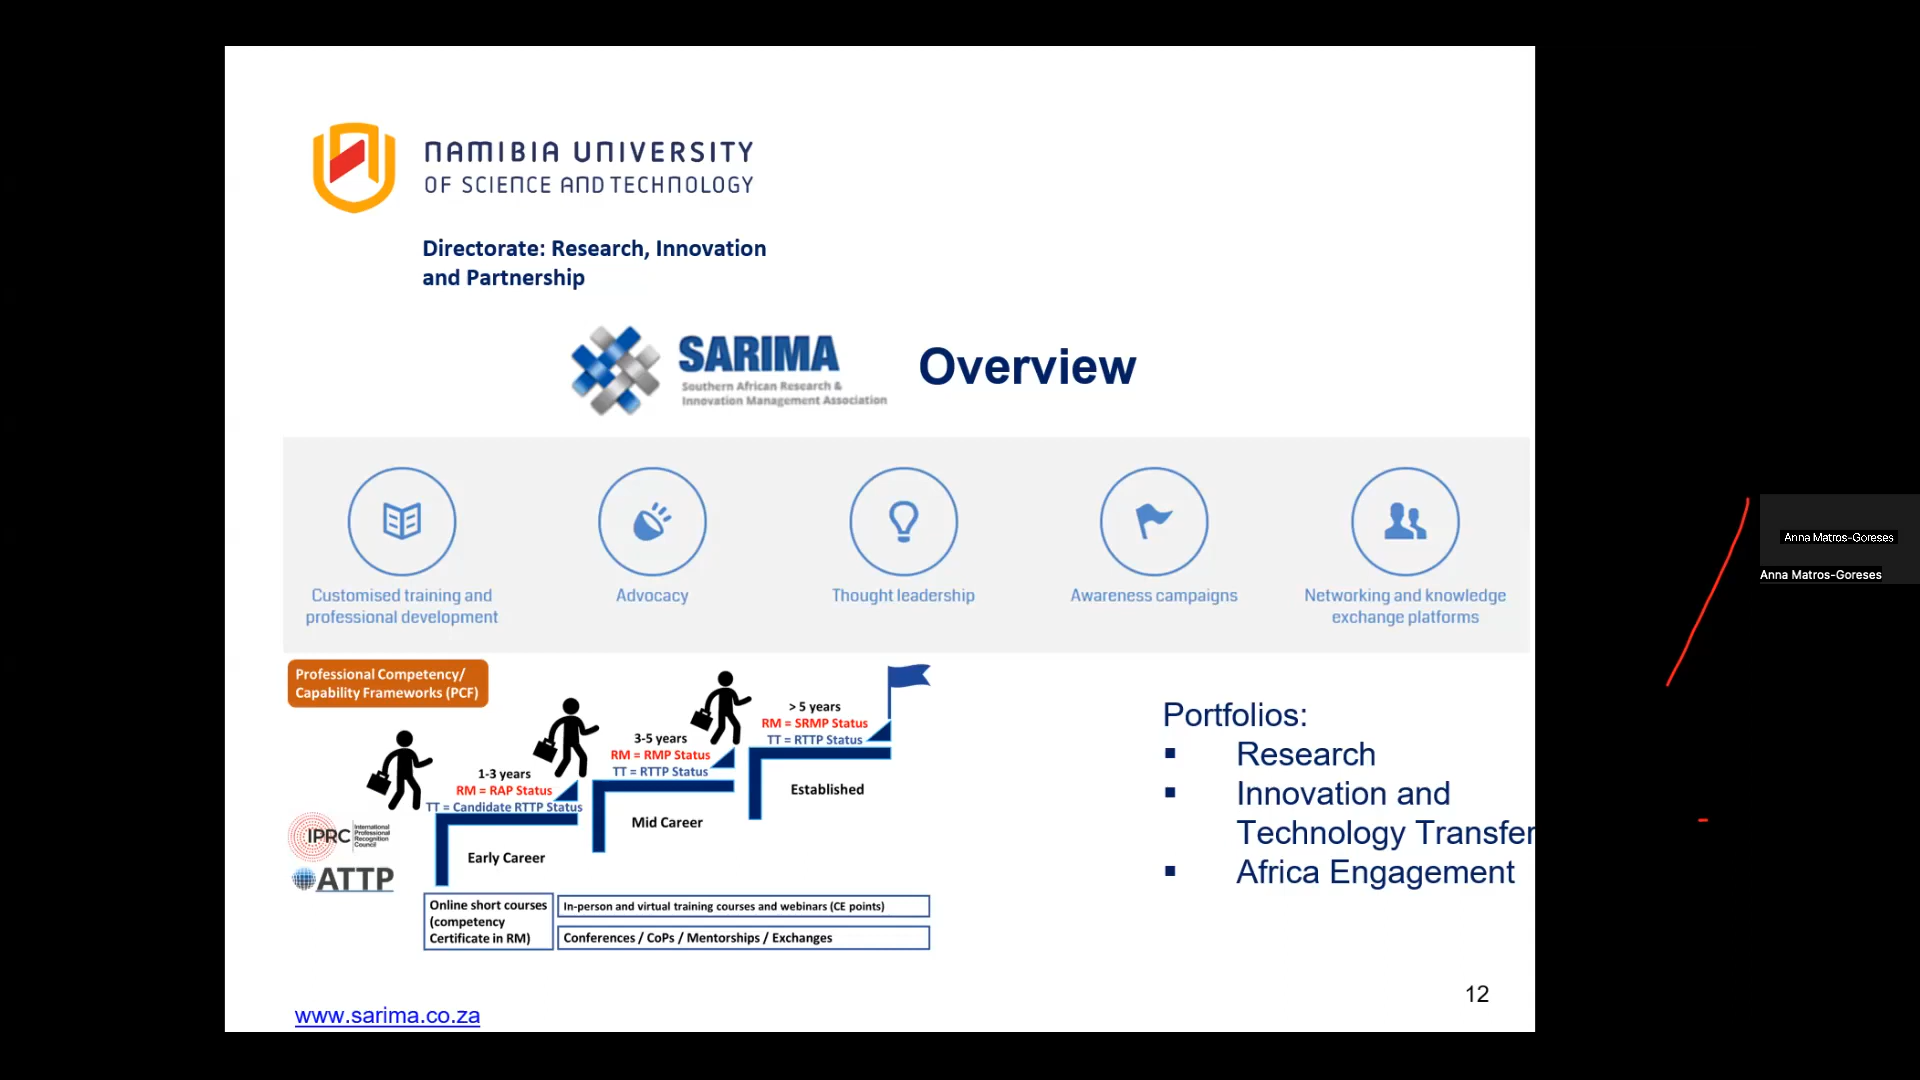 NAMIBIA UNIVERSITY
OF SCIENCE AND TECHNOLOGY
Directorate: Research, Innovation
and Partnership
SARIMA
Southern African Research &
Innovation Management Association
Overview
Customised training and
professional development
Advocacy
Thought leadership
Awareness campaigns
Networking and knowledge
exchange platforms
Professional Competency/
Capability Frameworks (PCF)
1-3 years
RM = RAP Status
TT = Candidate RTTP Status
Early Career
3-5 years
RM = RMP Status
TT = RTTP Status
Mid Career
> 5 years
RM = SRMP Status
TT = RTTP Status
Established
IPRC
International
Professional
Recognition
Council
ATTP
Online short courses
(competency
Certificate in RM)
In-person and virtual training courses and webinars (CE points)
Conferences / CoPs / Mentorships / Exchanges
Portfolios:
▪ Research
▪ Innovation and
Technology Transfer
▪ Africa Engagement
12
www.sarima.co.za
Anna Matros-Goreses
Anna Matros-Goreses